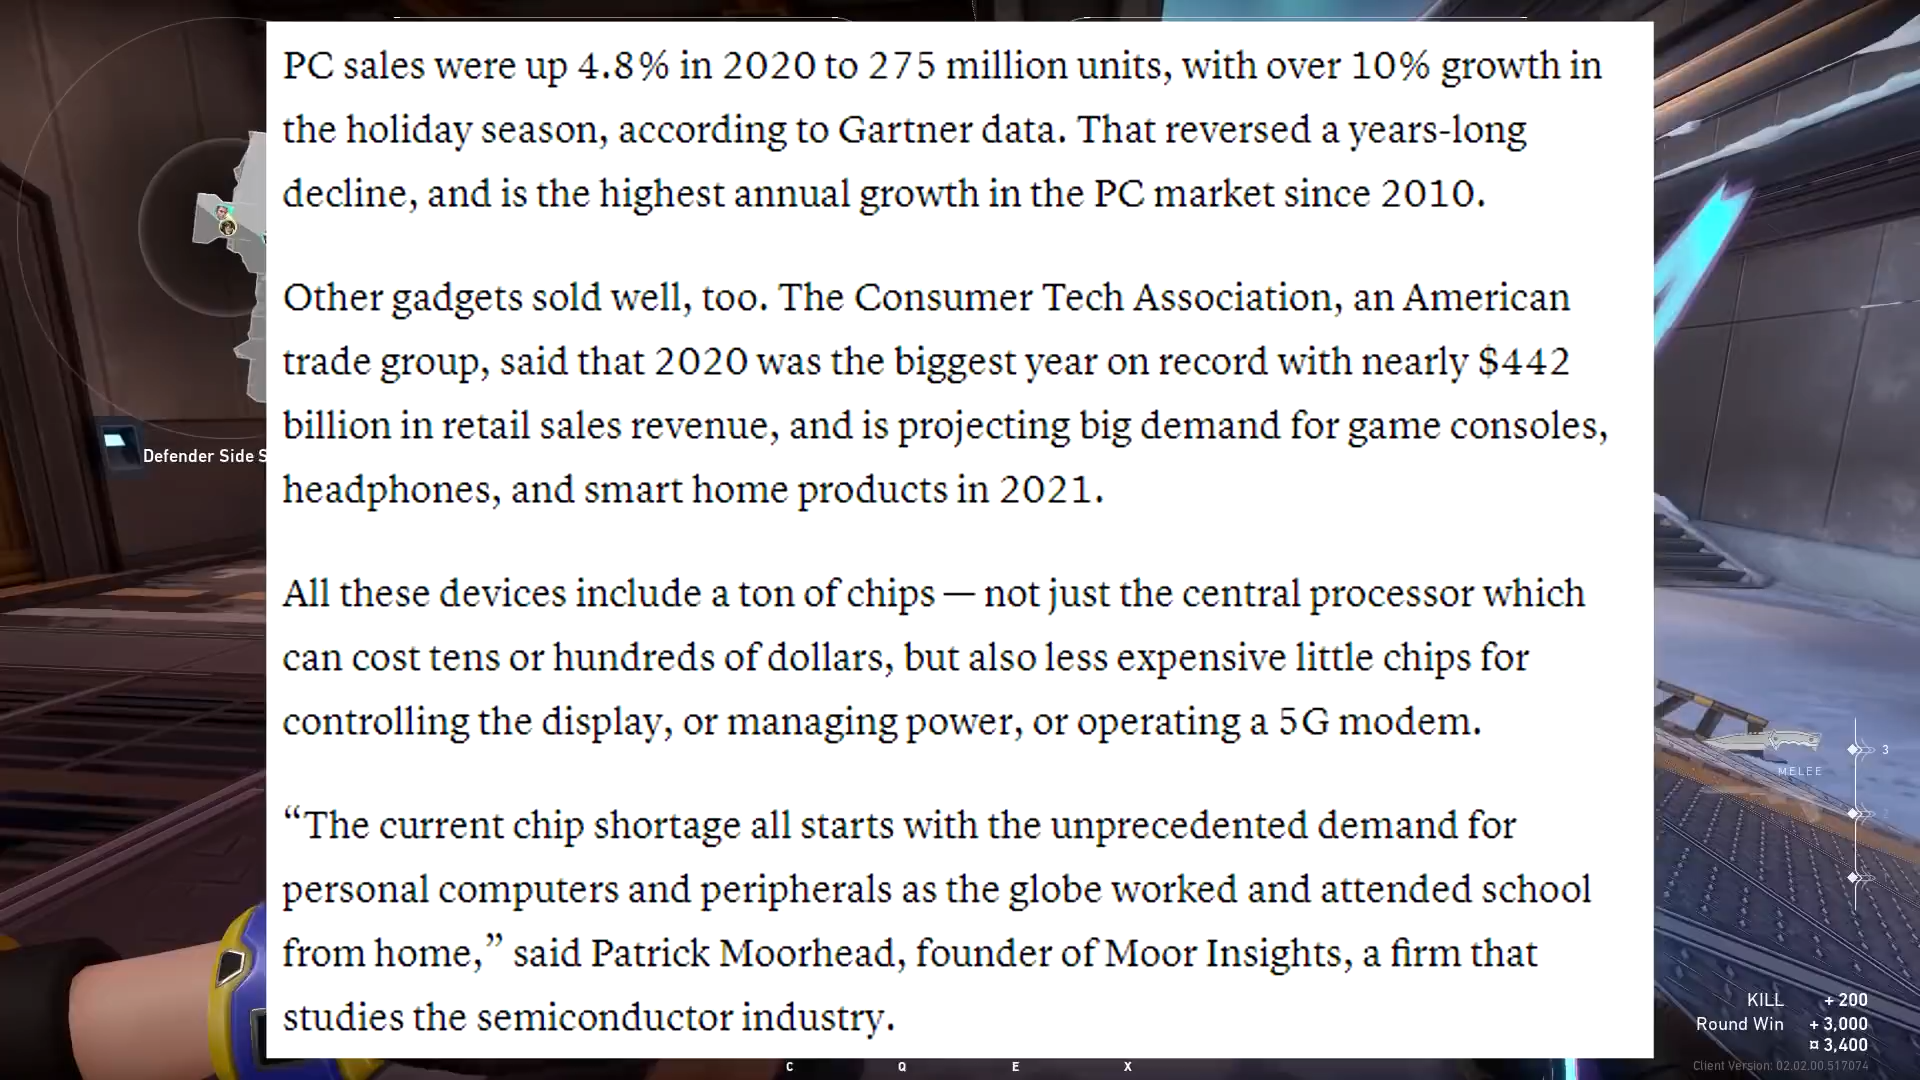 PC sales were up 4.8% in 2020 to 275 million units, with over 10% growth in
the holiday season, according to Gartner data. That reversed a years-long
decline, and is the highest annual growth in the PC market since 2010.
Other gadgets sold well, too. The Consumer Tech Association, an American
trade group, said that 2020 was the biggest year on record with nearly $442
billion in retail sales revenue, and is projecting big demand for game consoles,
headphones, and smart home products in 2021.
All these devices include a ton of chips — not just the central processor which
can cost tens or hundreds of dollars, but also less expensive little chips for
controlling the display, or managing power, or operating a 5G modem.
“The current chip shortage all starts with the unprecedented demand for
personal computers and peripherals as the globe worked and attended school
from home,” said Patrick Moorhead, founder of Moor Insights, a firm that
studies the semiconductor industry.
Defender Side S
3
MELEE
2
KILL +200
Round Win +3,000
¤ 3,400
Client Version: 02.02.00.517074
C Q E X